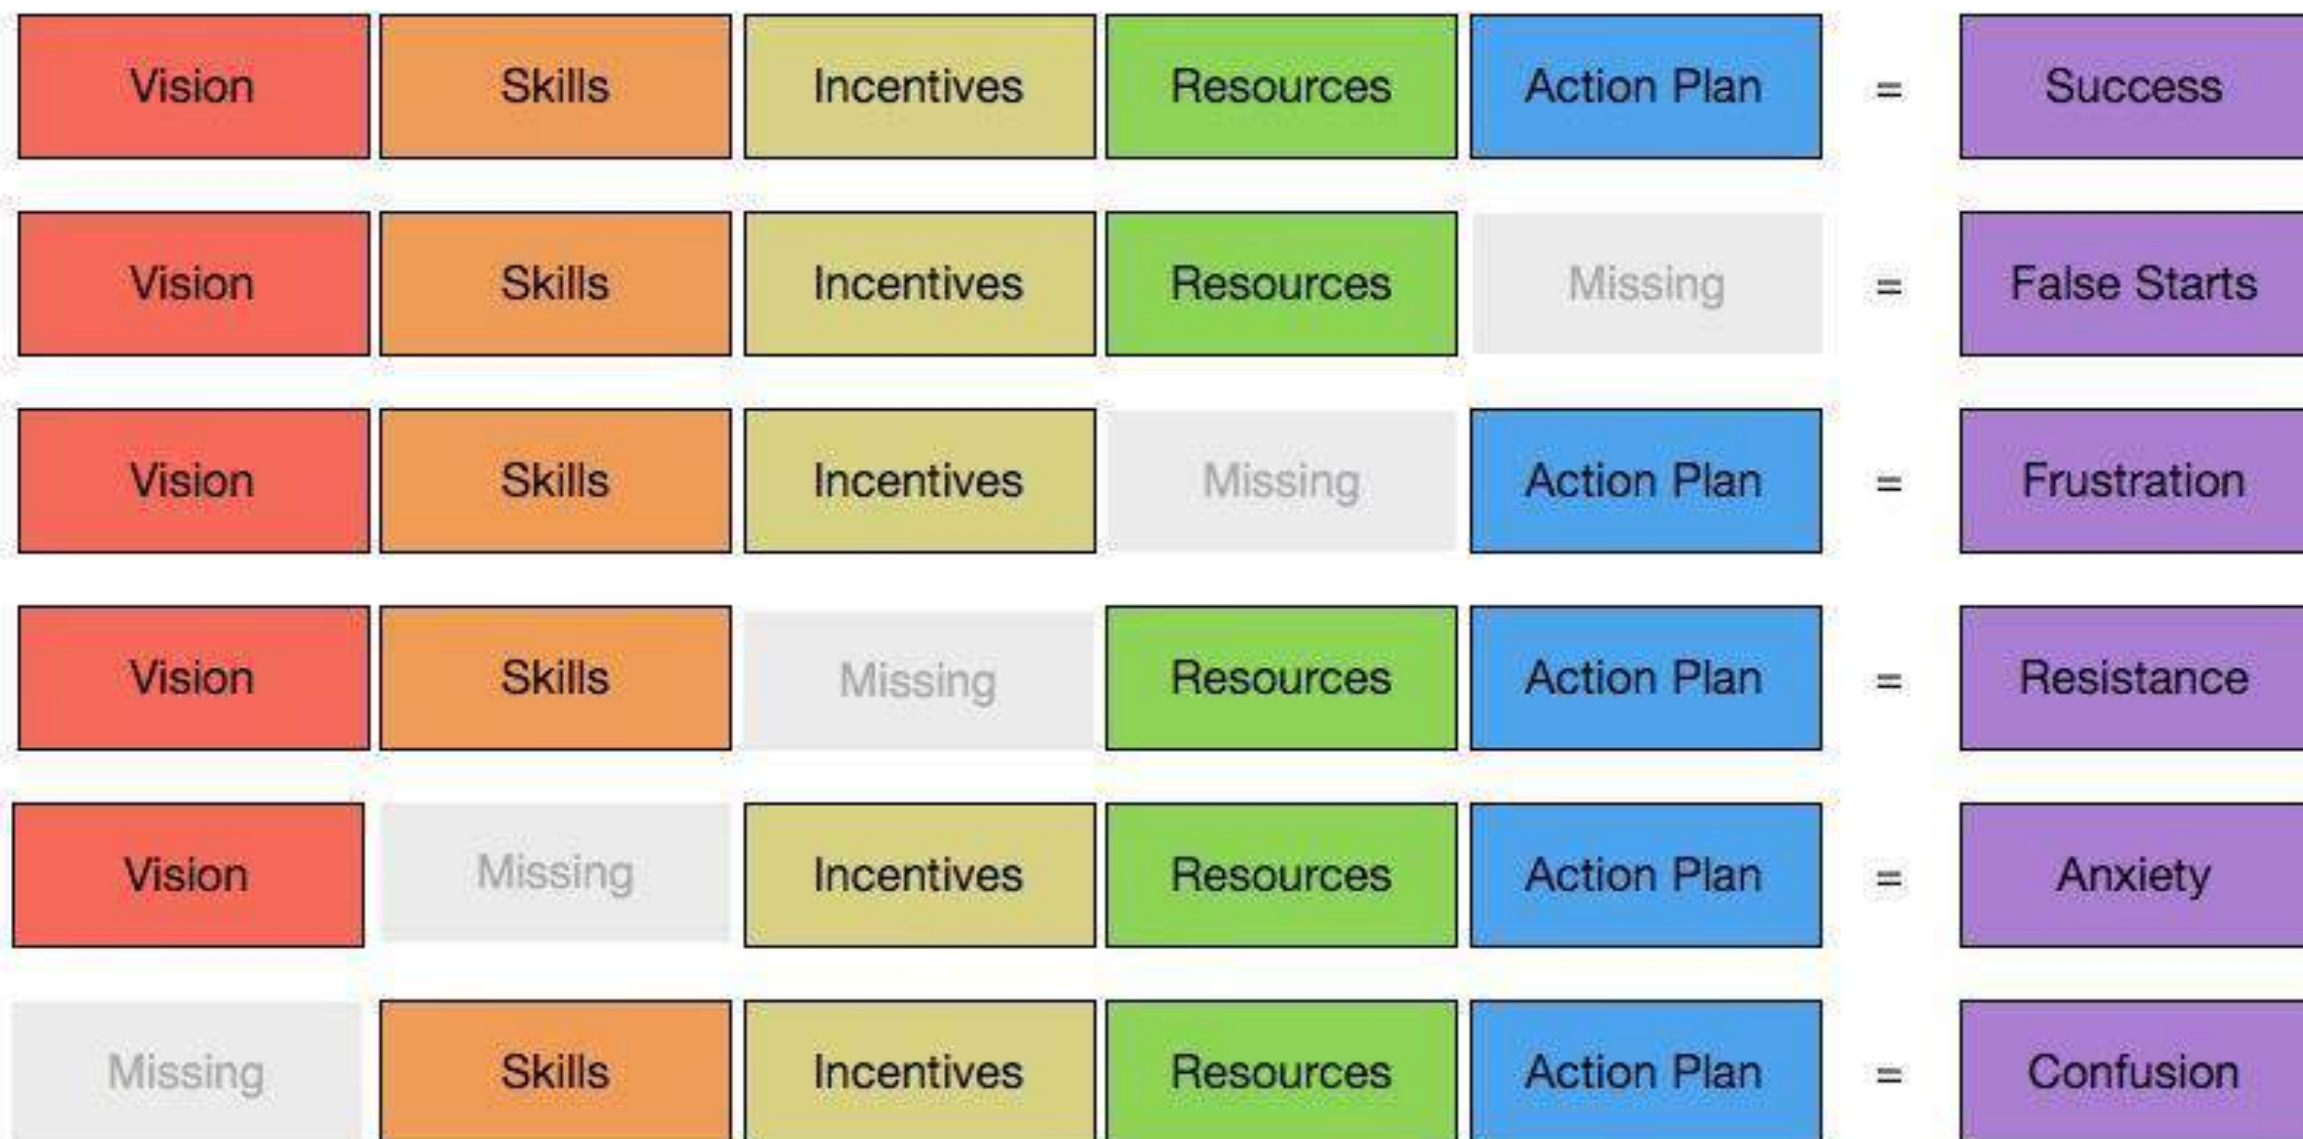 Vision Skills Incentives Resources Action Plan = Success
Vision Skills Incentives Resources Missing = False Starts
Vision Skills Incentives Missing Action Plan = Frustration
Vision Skills Missing Resources Action Plan = Resistance
Vision Missing Incentives Resources Action Plan = Anxiety
Missing Skills Incentives Resources Action Plan = Confusion